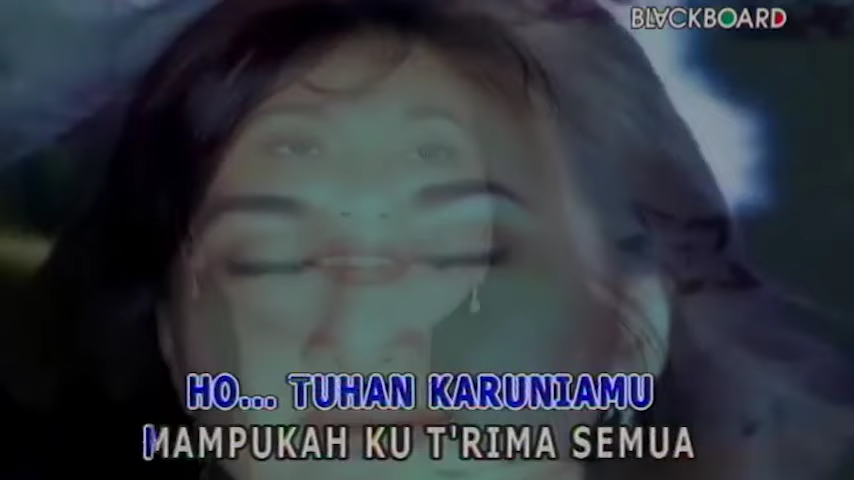 BLACKBOARD
HO... TUHAN KARUNIAMU
MAMPUKAH KU T'RIMA SEMUA